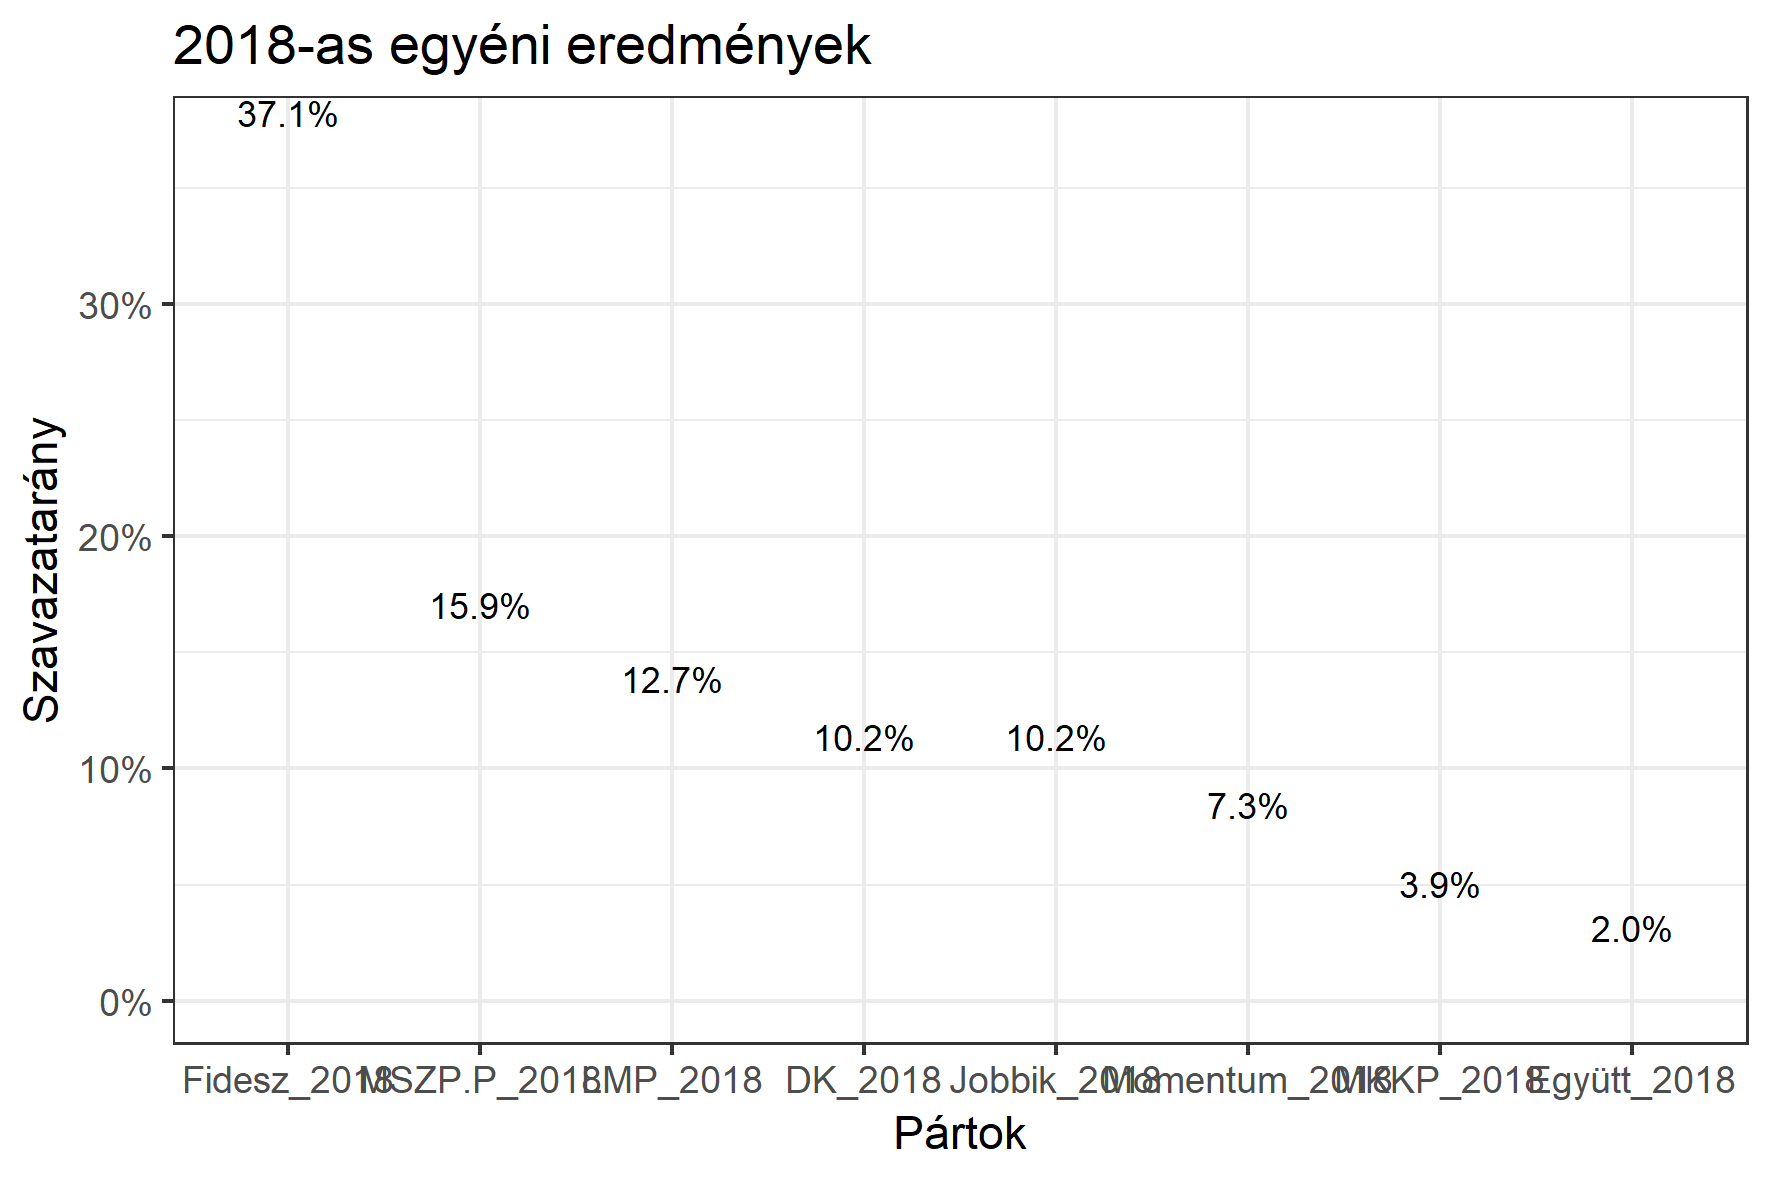 2018-as egyéni eredmények
37.1%
30%
20%
15.9%
12.7%
10.2% 10.2%
10%
7.3%
3.9%
2.0%
0%
Szavazatarány
Fidesz_2018 MSZP.P_2018 LMP_2018 DK_2018 Jobbik_2018 Momentum_2018 MKKP_2018 Együtt_2018
Pártok